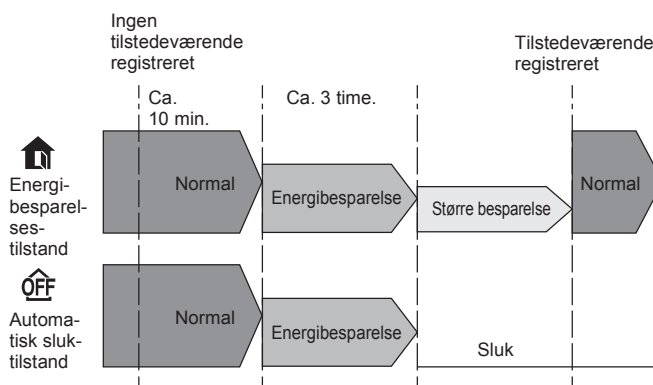 Ingen
tilstedeværende
registreret
Tilstedeværende
registreret
Ca.
10 min.
Ca. 3 time.
Energi-
besparel-
ses-
tilstand
Normal
Energibesparelse
Større besparelse
Normal
OFF
Automa-
tisk sluk-
tilstand
Normal
Energibesparelse
Sluk